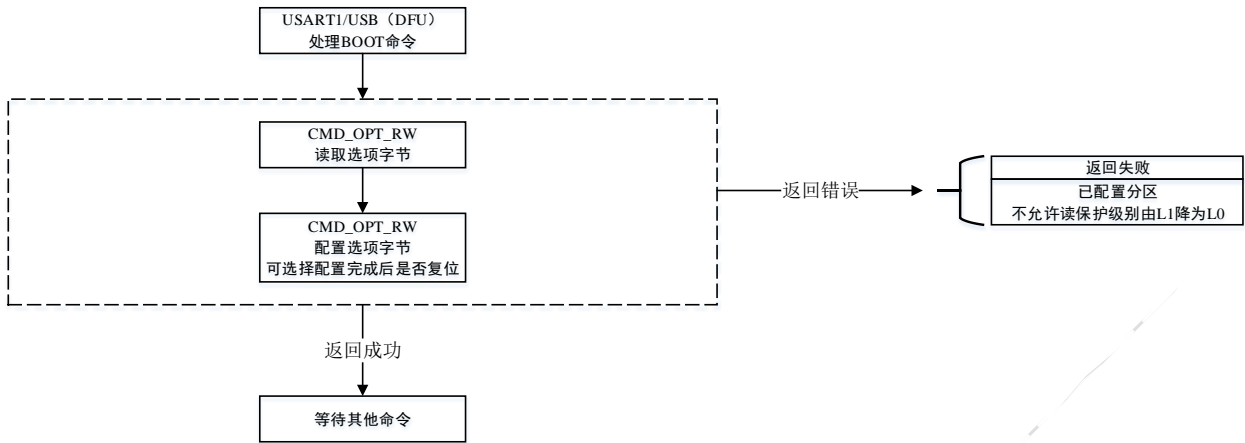 USART1/USB（DFU）
处理BOOT命令
CMD_OPT_RW
读取选项字节
CMD_OPT_RW
配置选项字节
可选择配置完成后是否复位
返回错误
返回失败
已配置分区
不允许读保护级别由L1降为L0
返回成功
等待其他命令